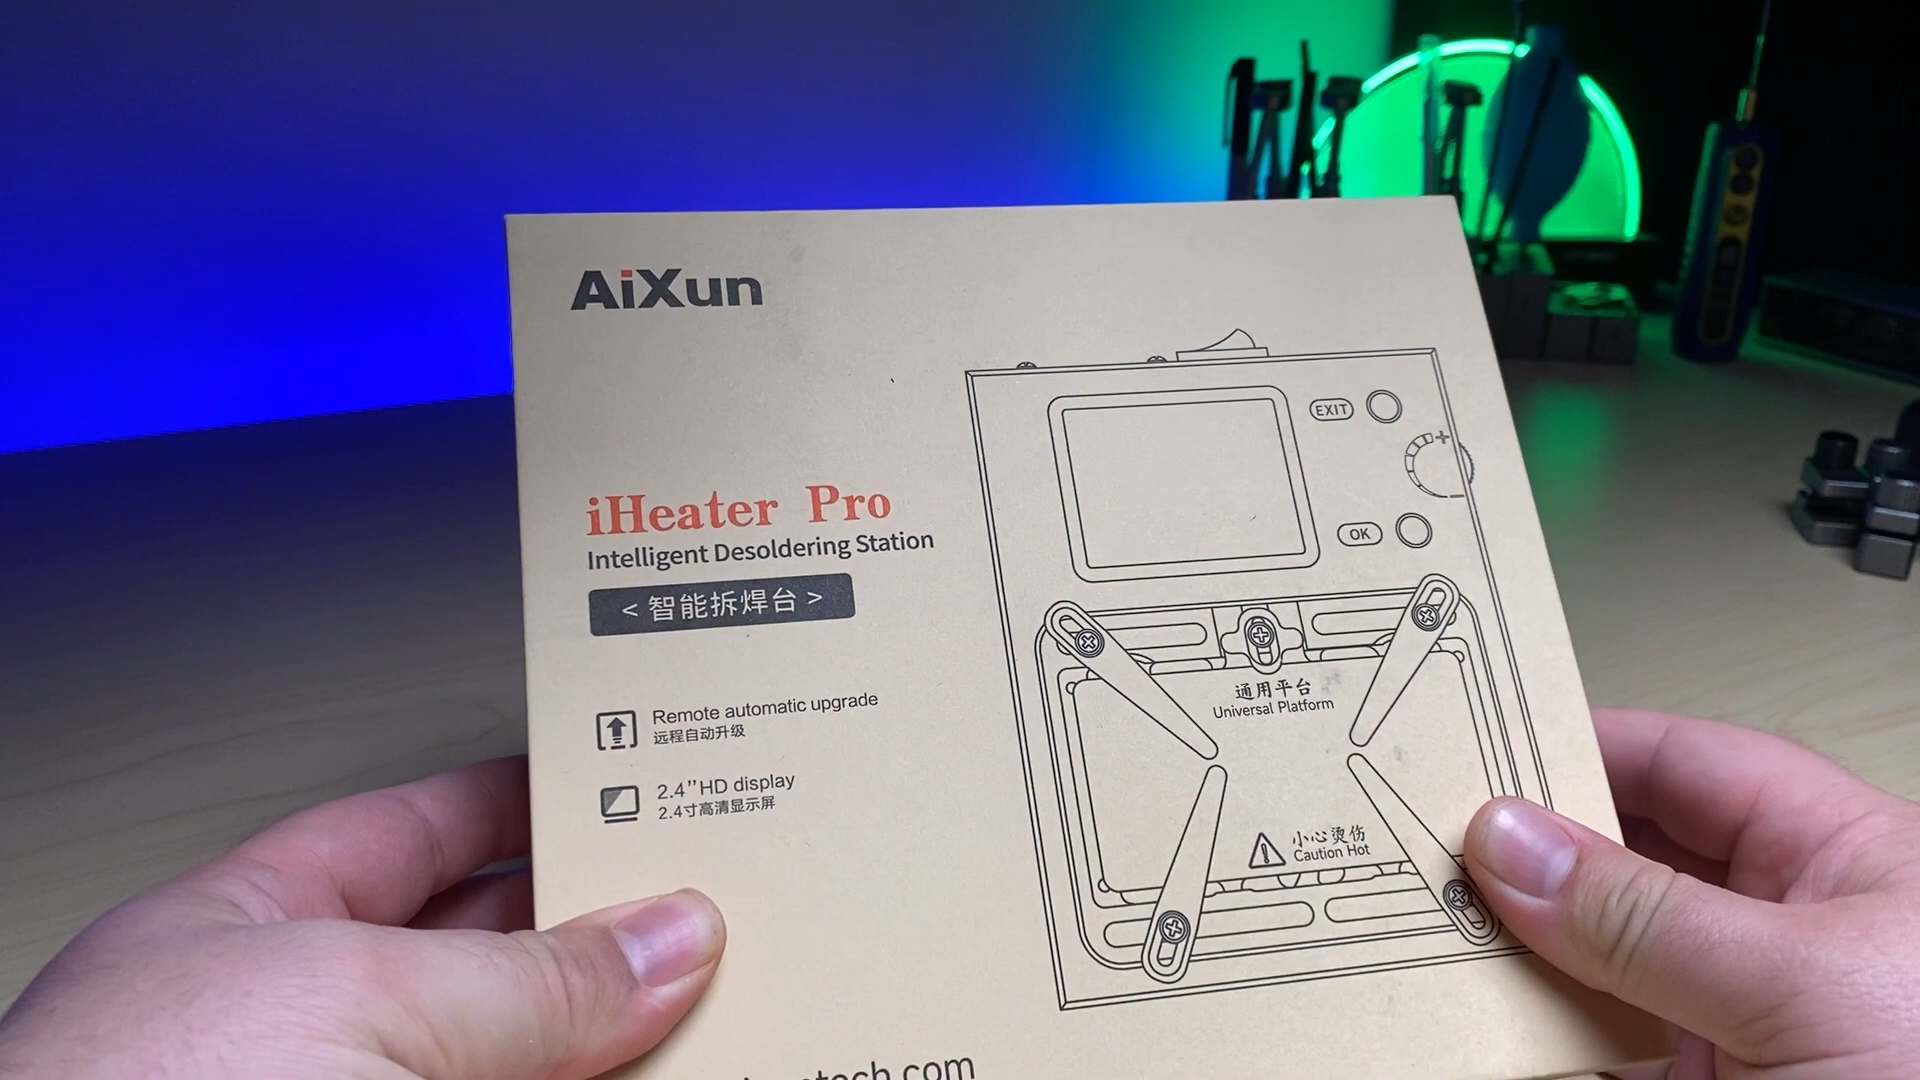 AiXun
iHeater Pro
Intelligent Desoldering Station
< 智能拆焊台 >
Remote automatic upgrade
远程自动升级
2.4” HD display
2.4寸高清显示屏
EXIT
+
OK
通用平台
Universal Platform
小心烫伤
Caution Hot